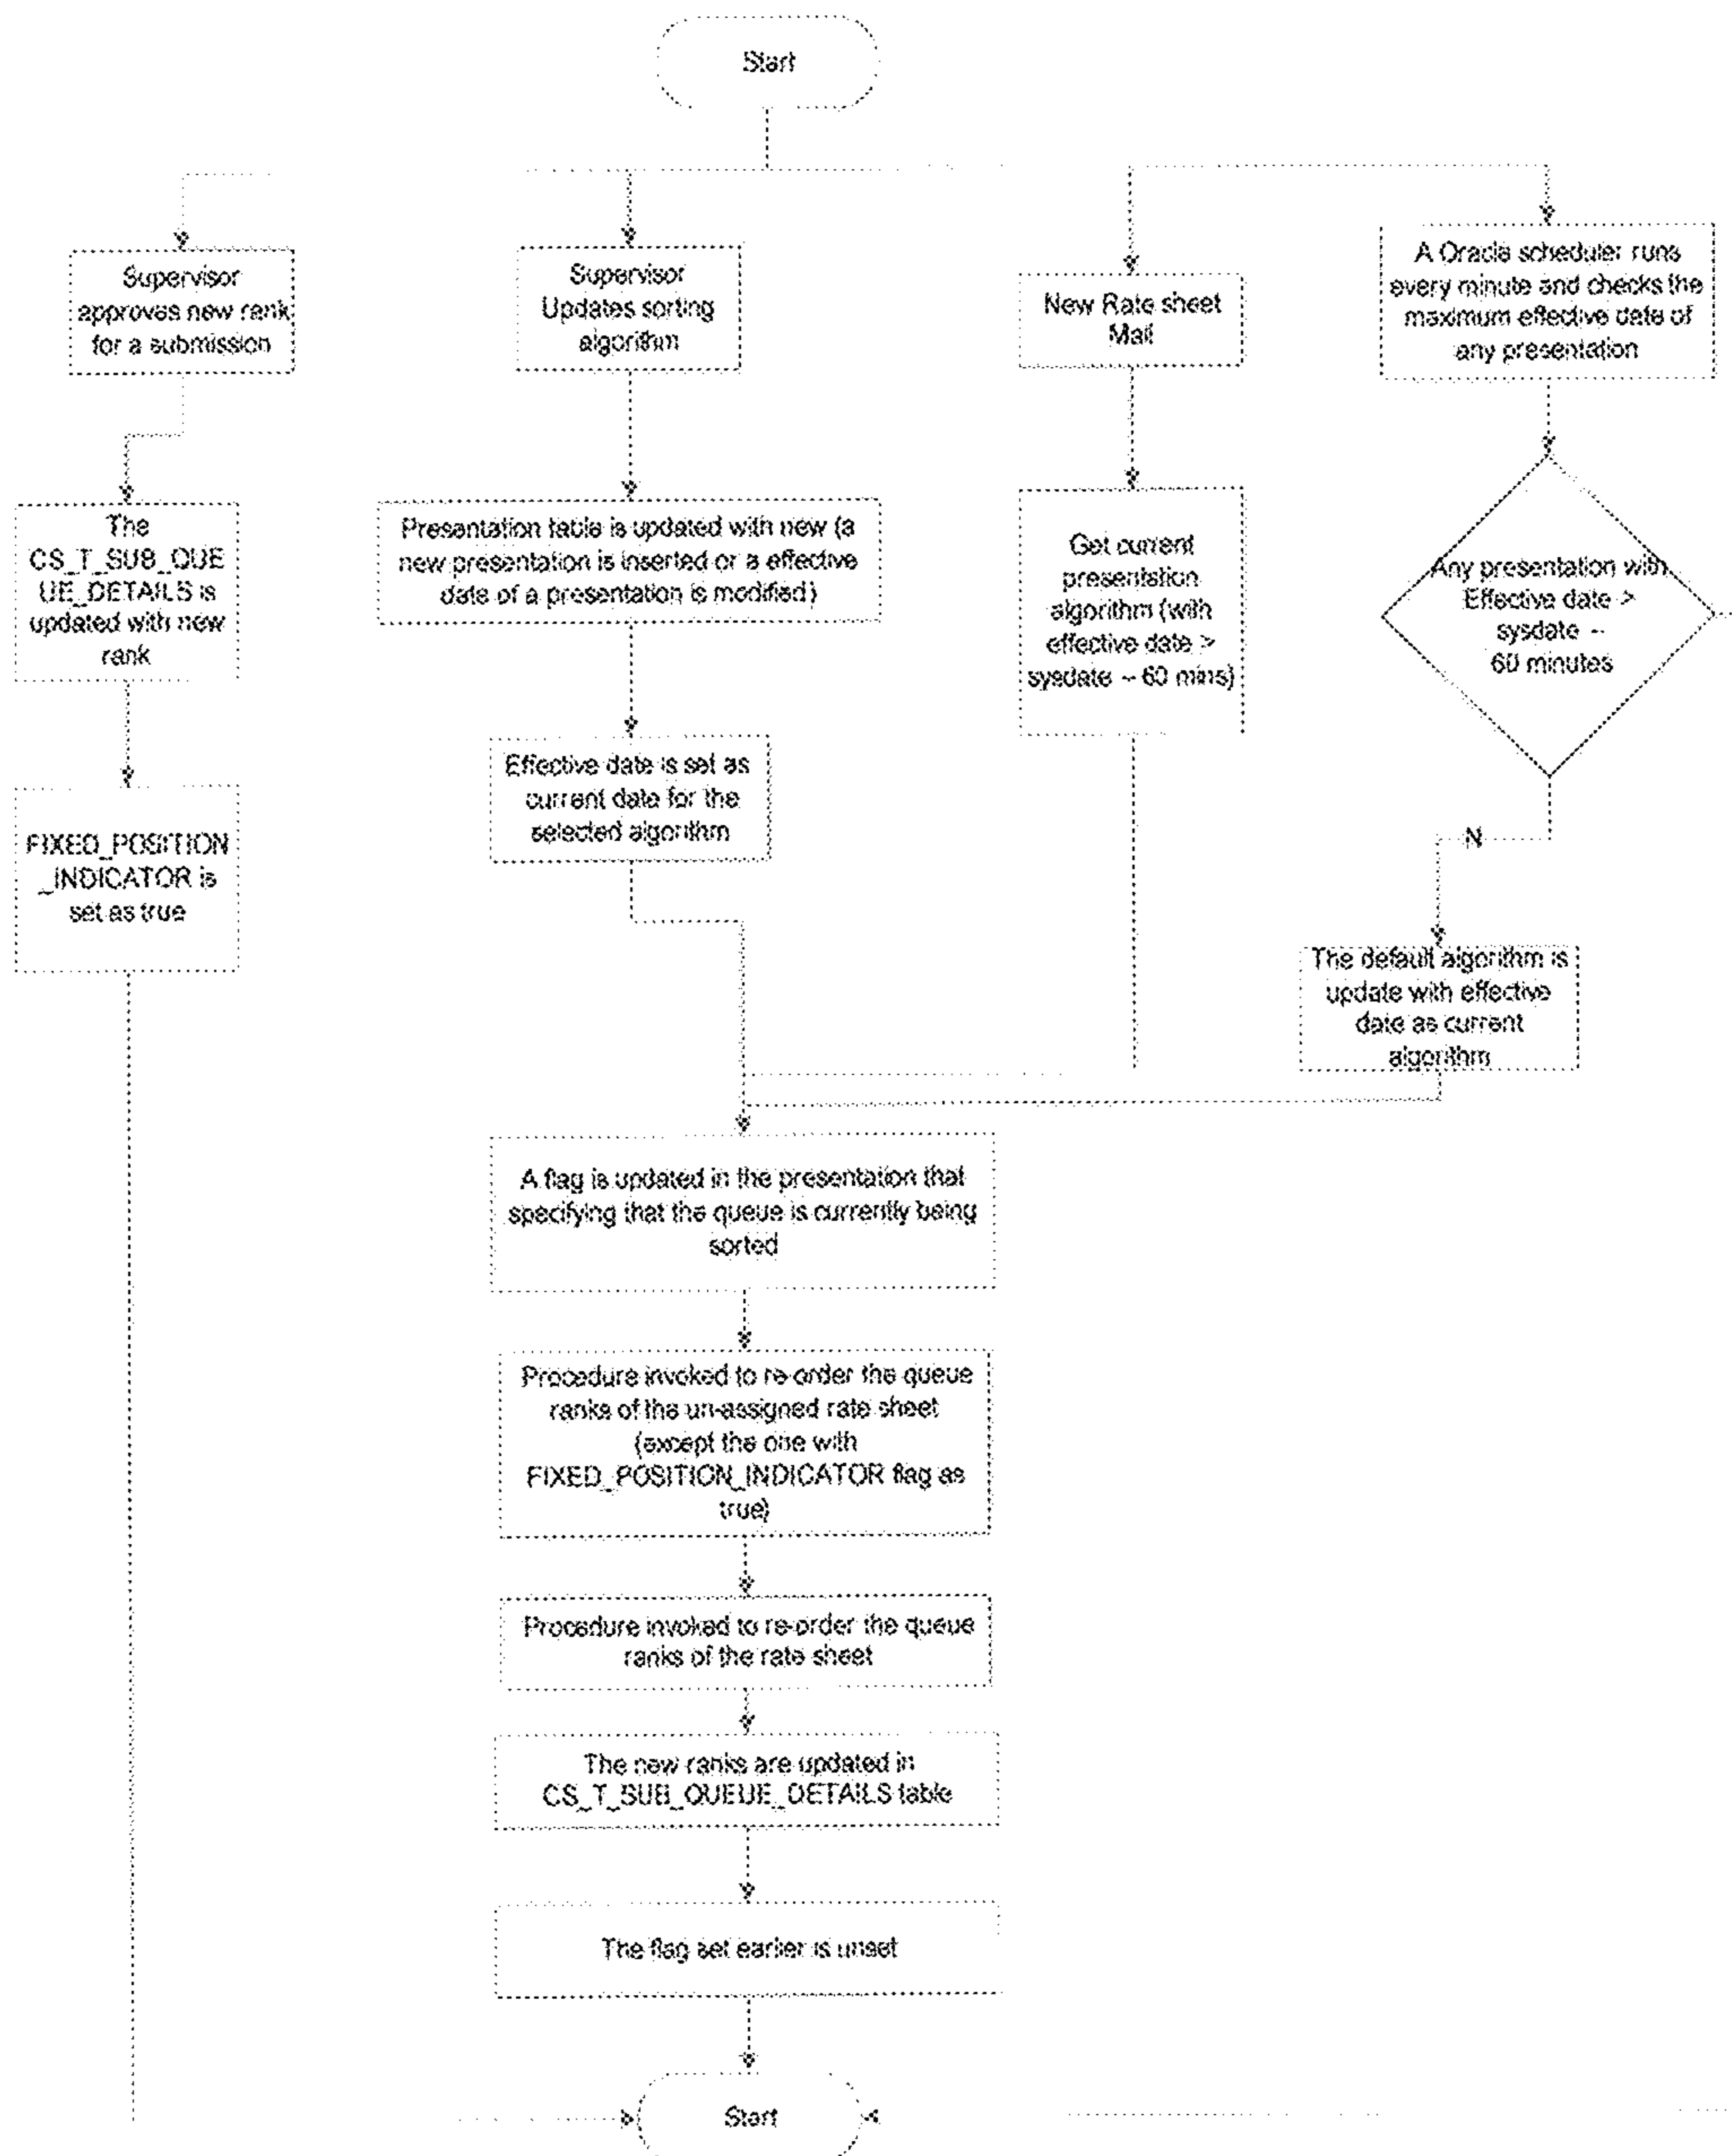 Start
Supervisor
approves new rank
for a submission
Supervisor
Updates sorting
algorithm
New Rate sheet
Mail
A Oracle scheduler runs
every minute and checks the
maximum effective date of
any presentation
The
CS_T_SUB_QUE
UE_DETAILS is
updated with new
rank
Presentation table is updated with new (a
new presentation is inserted or a effective
date of a presentation is modified)
Get current
presentation
algorithm (with
effective date >
sysdate -- 60 mins)
Any presentation with
Effective date >
sysdate --
60 minutes
Effective date is set as
current date for the
selected algorithm
FIXED_POSITION
_INDICATOR is
set as true
N
The default algorithm is
update with effective
date as current
algorithm
A flag is updated in the presentation that
specifying that the queue is currently being
sorted
Procedure invoked to re-order the queue
ranks of the un-assigned rate sheet
(except the one with
FIXED_POSITION_INDICATOR flag as
true)
Procedure invoked to re-order the queue
ranks of the rate sheet
The new ranks are updated in
CS_T_SUB_QUEUE_DETAILS table
The flag set earlier is unset
Start